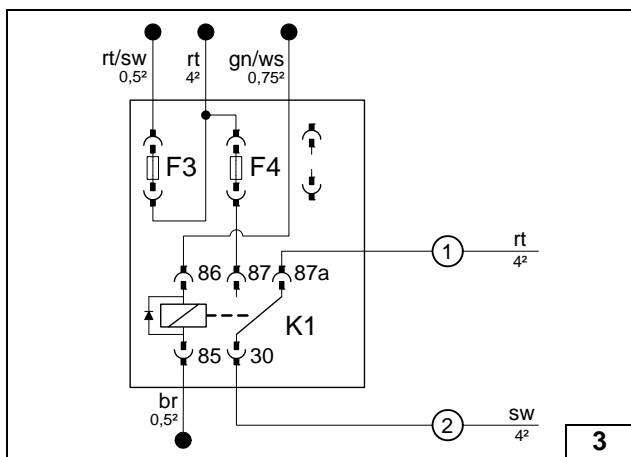 rt/sw rt gn/ws
0,5² 4² 0,75²
F3 F4
1 rt
4²
86 87 87a
K1
85 30
br
0,5²
2 sw
4²
3